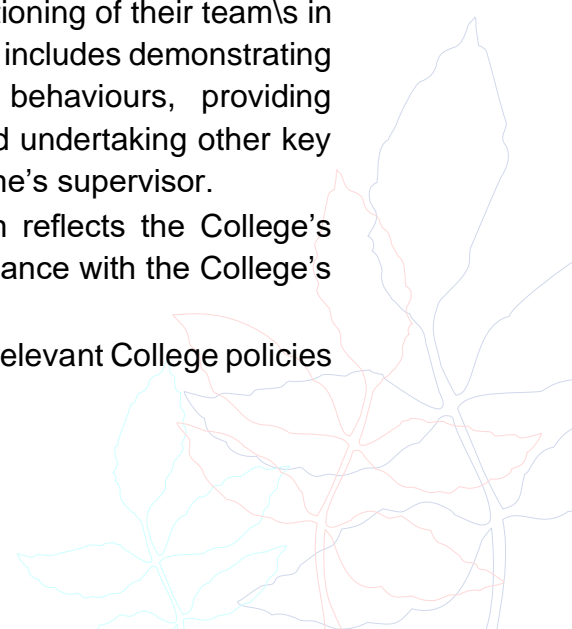 tioning of their team\s in
includes demonstrating
behaviours, providing
d undertaking other key
ne's supervisor.
n reflects the College's
ance with the College's
elevant College policies